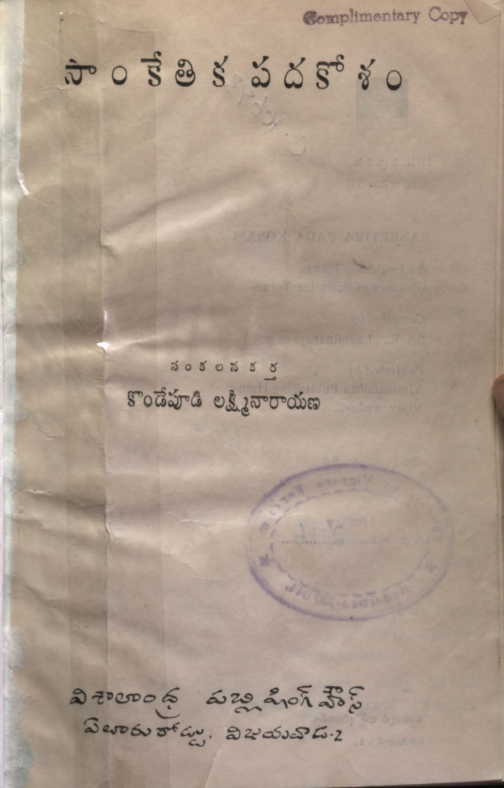 Complimentary Copy
సాంకేతిక పదకోశం
సంకలనకర్త
కొండేపూడి లక్ష్మీనారాయణ
విశాలాంధ్ర పబ్లిషింగ్ హౌస్
ఏలూరురోడ్డు. విజయవాడ-2